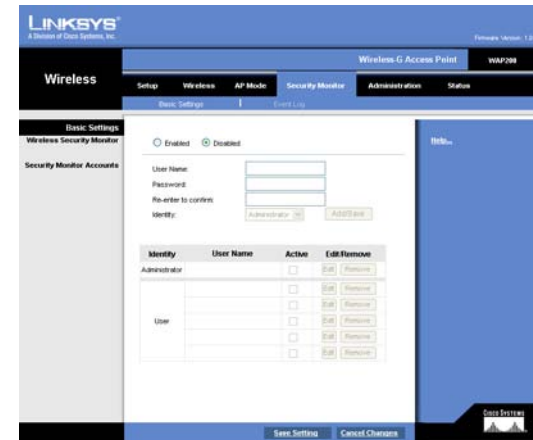 LINKSYS®
A Division of Cisco Systems, Inc.
Firmware Version: 1.0
Wireless-G Access Point WAP200
Wireless
Setup Wireless AP Mode Security Monitor Administration Status
Basic Settings | Event Log
Basic Settings
Wireless Security Monitor
Enabled Disabled
Help...
Security Monitor Accounts
User Name:
Password:
Re-enter to confirm:
Identity: Administrator Add/Save
Identity User Name Active Edit/Remove
Administrator Edit Remove
Edit Remove
Edit Remove
User Edit Remove
Edit Remove
Edit Remove
CISCO SYSTEMS
Save Setting Cancel Changes